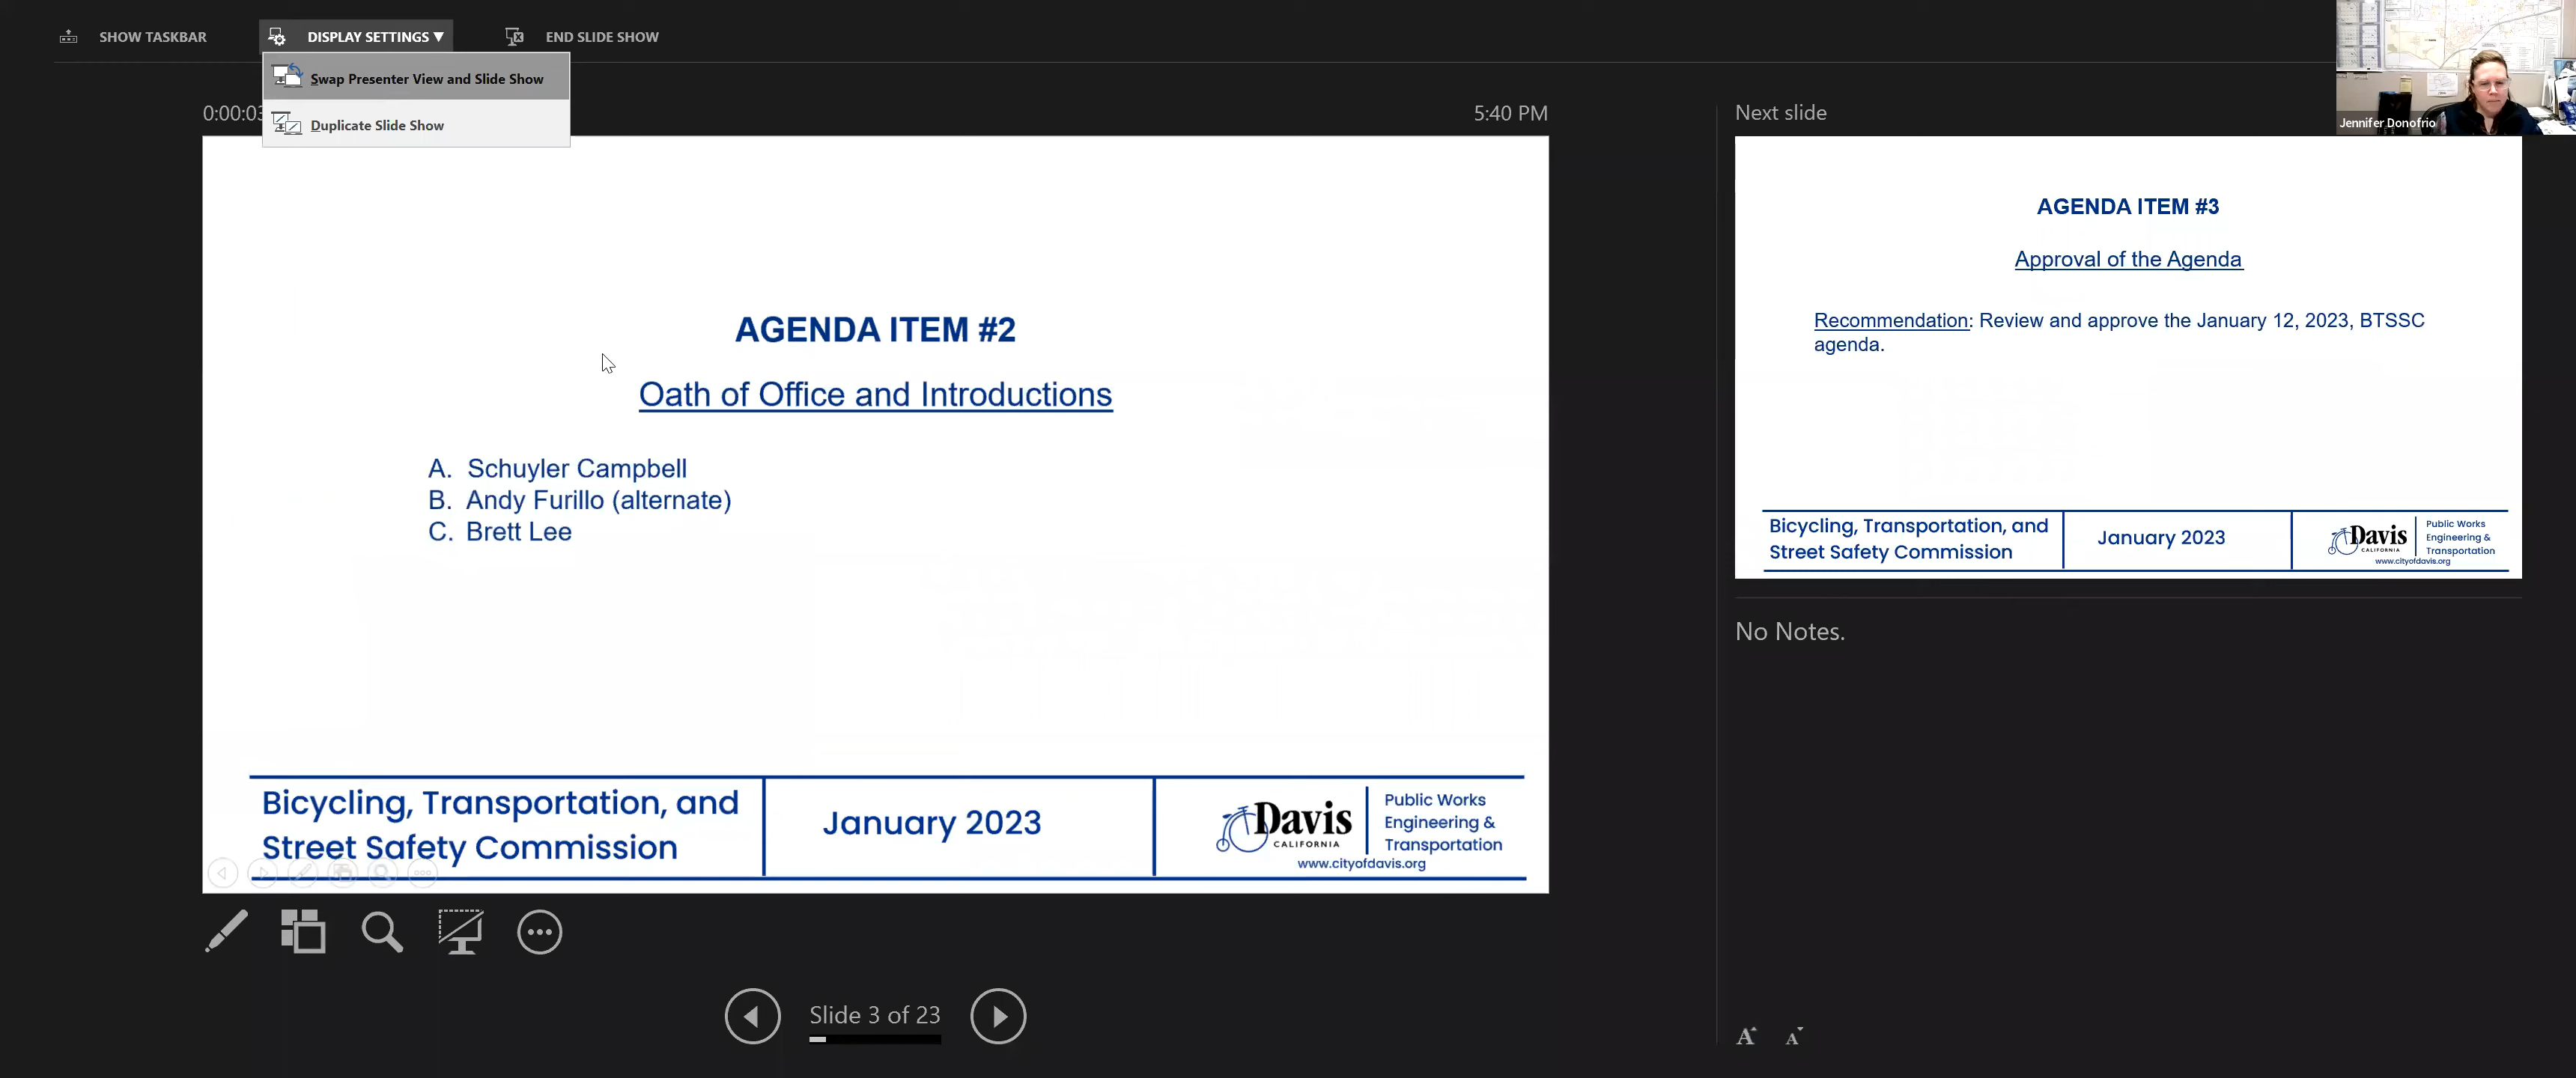 SHOW TASKBAR
DISPLAY SETTINGS ▼
END SLIDE SHOW
Swap Presenter View and Slide Show
Duplicate Slide Show
0:00:03
5:40 PM
Next slide
Jennifer Donofrio
AGENDA ITEM #2
Oath of Office and Introductions
A. Schuyler Campbell
B. Andy Furillo (alternate)
C. Brett Lee
Bicycling, Transportation, and
Street Safety Commission
January 2023
Davis
CALIFORNIA
Public Works
Engineering &
Transportation
www.cityofdavis.org
AGENDA ITEM #3
Approval of the Agenda
Recommendation: Review and approve the January 12, 2023, BTSSC
agenda.
Bicycling, Transportation, and
Street Safety Commission
January 2023
Davis
CALIFORNIA
Public Works
Engineering &
Transportation
www.cityofdavis.org
No Notes.
Slide 3 of 23
A A